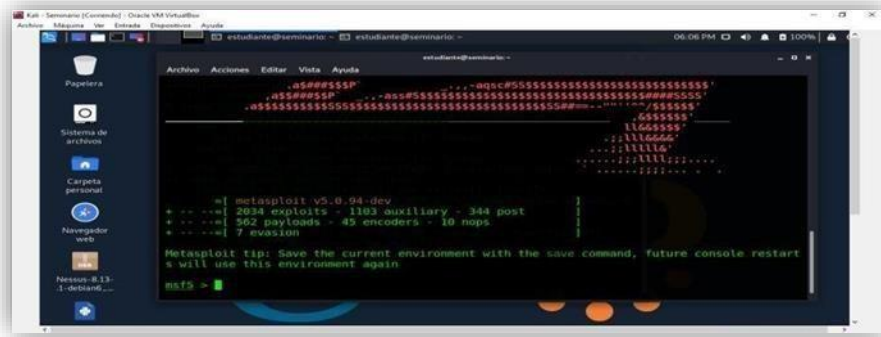 Kali - Seminario [Corriendo] - Oracle VM VirtualBox
Archivo Máquina Ver Entrada Dispositivos Ayuda
estudiante@seminario: ~ estudiante@seminario: ~ 06:06 PM 100%
estudiante@seminario:~
Archivo Acciones Editar Vista Ayuda
Papelera
Sistema de
archivos
Carpeta
personal
Navegador
web
Nessus-8.13-
.1-debian6_...
=[ metasploit v5.0.94-dev ]
+ -- --=[ 2034 exploits - 1103 auxiliary - 344 post ]
+ -- --=[ 562 payloads - 45 encoders - 10 nops ]
+ -- --=[ 7 evasion ]
Metasploit tip: Save the current environment with the save command, future console restart
s will use this environment again
msf5 >